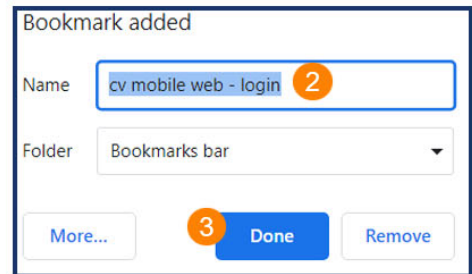 Bookmark added
Name cv mobile web - login 2
Folder Bookmarks bar
More... 3 Done Remove